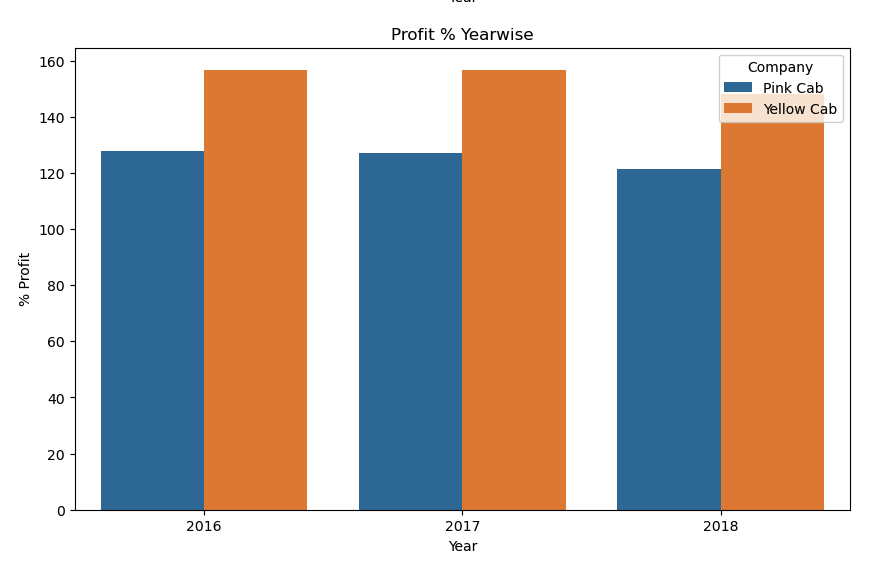 Year
Profit % Yearwise
160
140
120
100
80
60
40
20
0
% Profit
Company
Pink Cab
Yellow Cab
2016 2017 2018
Year